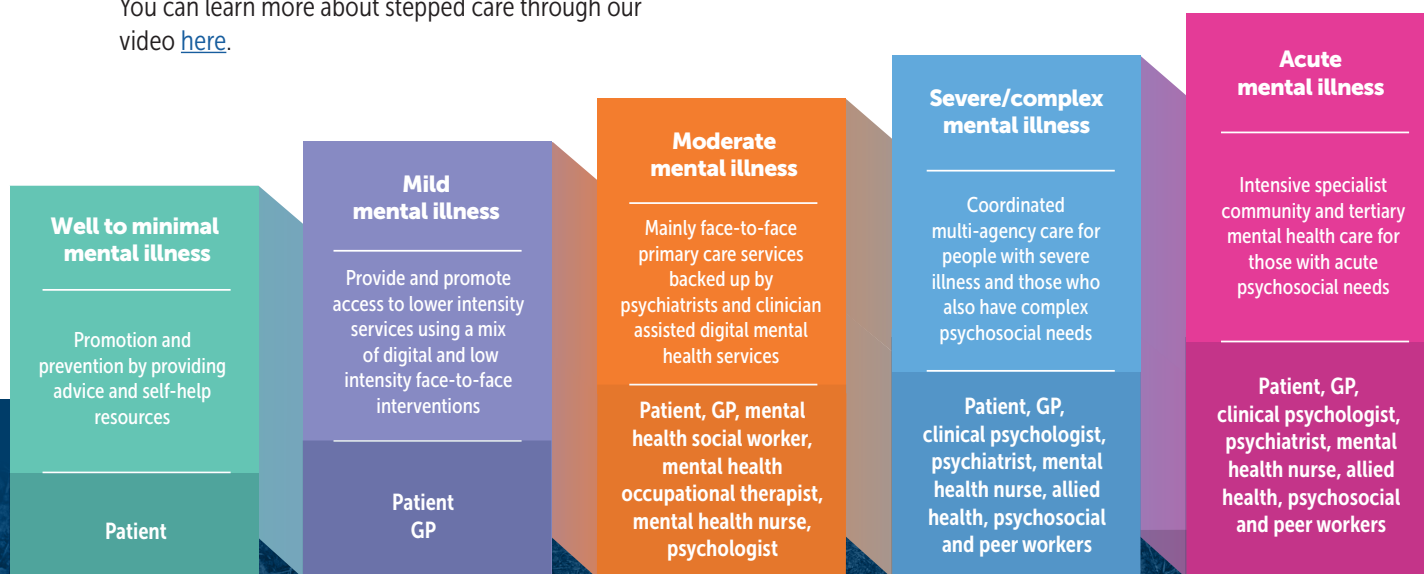 You can learn more about stepped care through our
video here.
Well to minimal
mental illness
Promotion and
prevention by providing
advice and self-help
resources
Patient
Mild
mental illness
Provide and promote
access to lower intensity
services using a mix
of digital and low
intensity face-to-face
interventions
Patient
GP
Moderate
mental illness
Mainly face-to-face
primary care services
backed up by
psychiatrists and clinician
assisted digital mental
health services
Patient, GP, mental
health social worker,
mental health
occupational therapist,
mental health nurse,
psychologist
Severe/complex
mental illness
Coordinated
multi-agency care for
people with severe
illness and those who
also have complex
psychosocial needs
Patient, GP,
clinical psychologist,
psychiatrist, mental
health nurse, allied
health, psychosocial
and peer workers
Acute
mental illness
Intensive specialist
community and tertiary
mental health care for
those with acute
psychosocial needs
Patient, GP,
clinical psychologist,
psychiatrist, mental
health nurse, allied
health, psychosocial
and peer workers